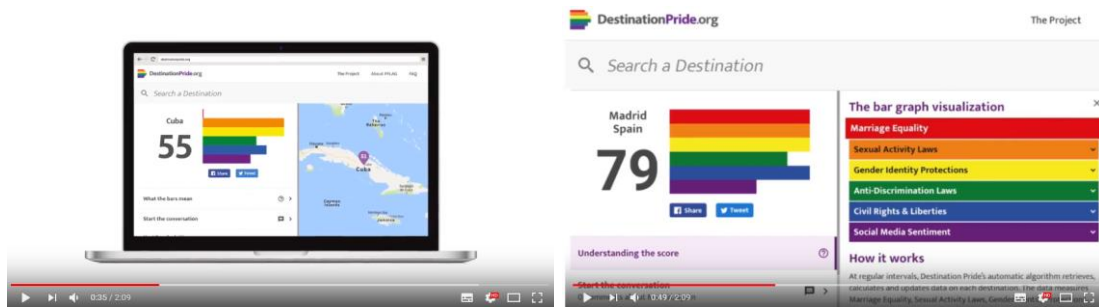 DestinationPride.org
The Project
About PFLAG
FAQ
Search a Destination
Cuba
55
Share
Tweet
What the bars mean
Start the conversation
Cuba
0:35 / 2:09
DestinationPride.org
The Project
Search a Destination
Madrid
Spain
79
Share
Tweet
Understanding the score
Start the conversation
The bar graph visualization
Marriage Equality
Sexual Activity Laws
Gender Identity Protections
Anti-Discrimination Laws
Civil Rights & Liberties
Social Media Sentiment
How it works
At regular intervals, Destination Pride's automatic algorithm retrieves,
calculates and updates data on each destination. The data measures
Marriage Equality, Sexual Activity Laws, Gender Identity
0:49 / 2:09